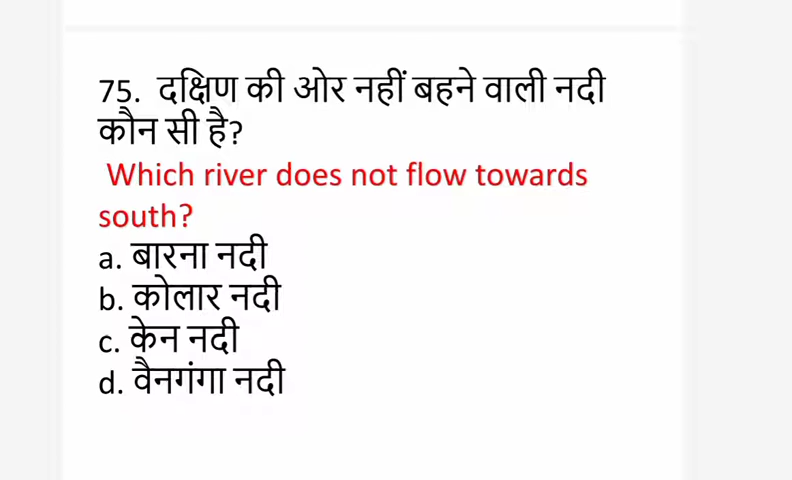 75. दक्षिण की ओर नहीं बहने वाली नदी
कौन सी है?
Which river does not flow towards
south?
a. बारना नदी
b. कोलार नदी
c. केन नदी
d. वैनगंगा नदी